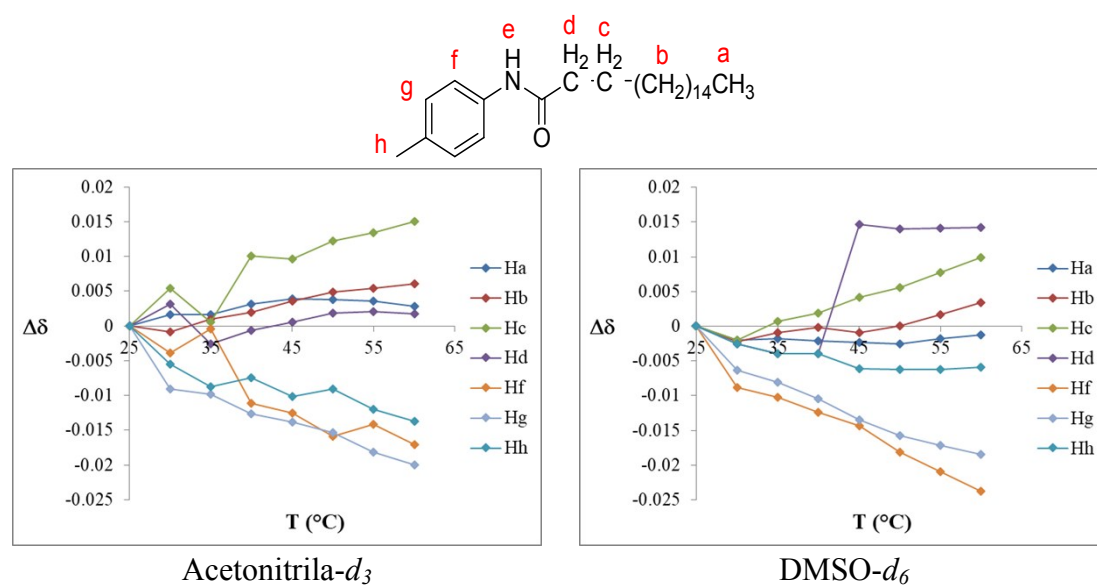 d c
e H₂ H₂ b a
f H C C -(CH₂)₁₄CH₃
g N
O
h
0.02
0.015
0.01
0.005
0
-0.005
-0.01
-0.015
-0.02
-0.025
Δδ
25 35 45 55 65
T (°C)
Ha
Hb
Hc
Hd
Hf
Hg
Hh
Acetonitrila-d₃
0.02
0.015
0.01
0.005
0
-0.005
-0.01
-0.015
-0.02
-0.025
Δδ
25 35 45 55 65
T (°C)
Ha
Hb
Hc
Hd
Hf
Hg
Hh
DMSO-d₆